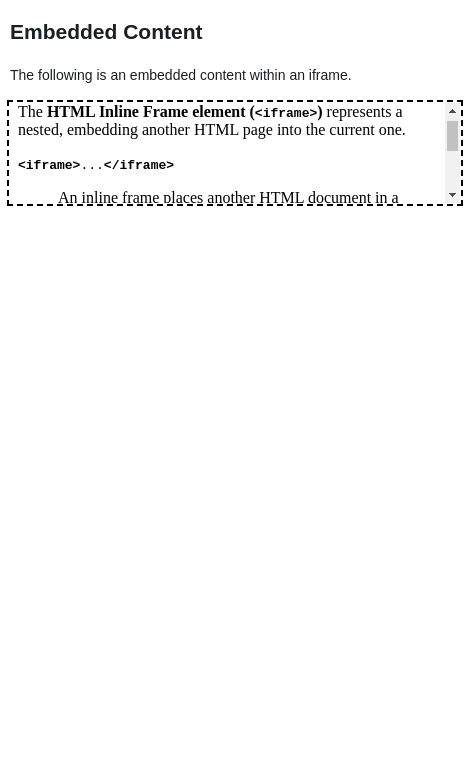 Embedded Content
The following is an embedded content within an iframe.
The HTML Inline Frame element (<iframe>) represents a
nested, embedding another HTML page into the current one.
<iframe>...</iframe>
An inline frame places another HTML document in a